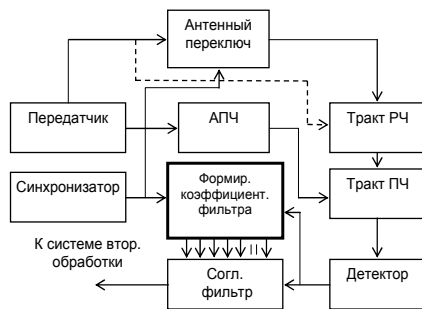 Антенный
переключ
Передатчик
АПЧ
Тракт РЧ
Синхронизатор
Формир.
коэффициент.
фильтра
Тракт ПЧ
К системе втор.
обработки
Согл.
фильтр
Детектор